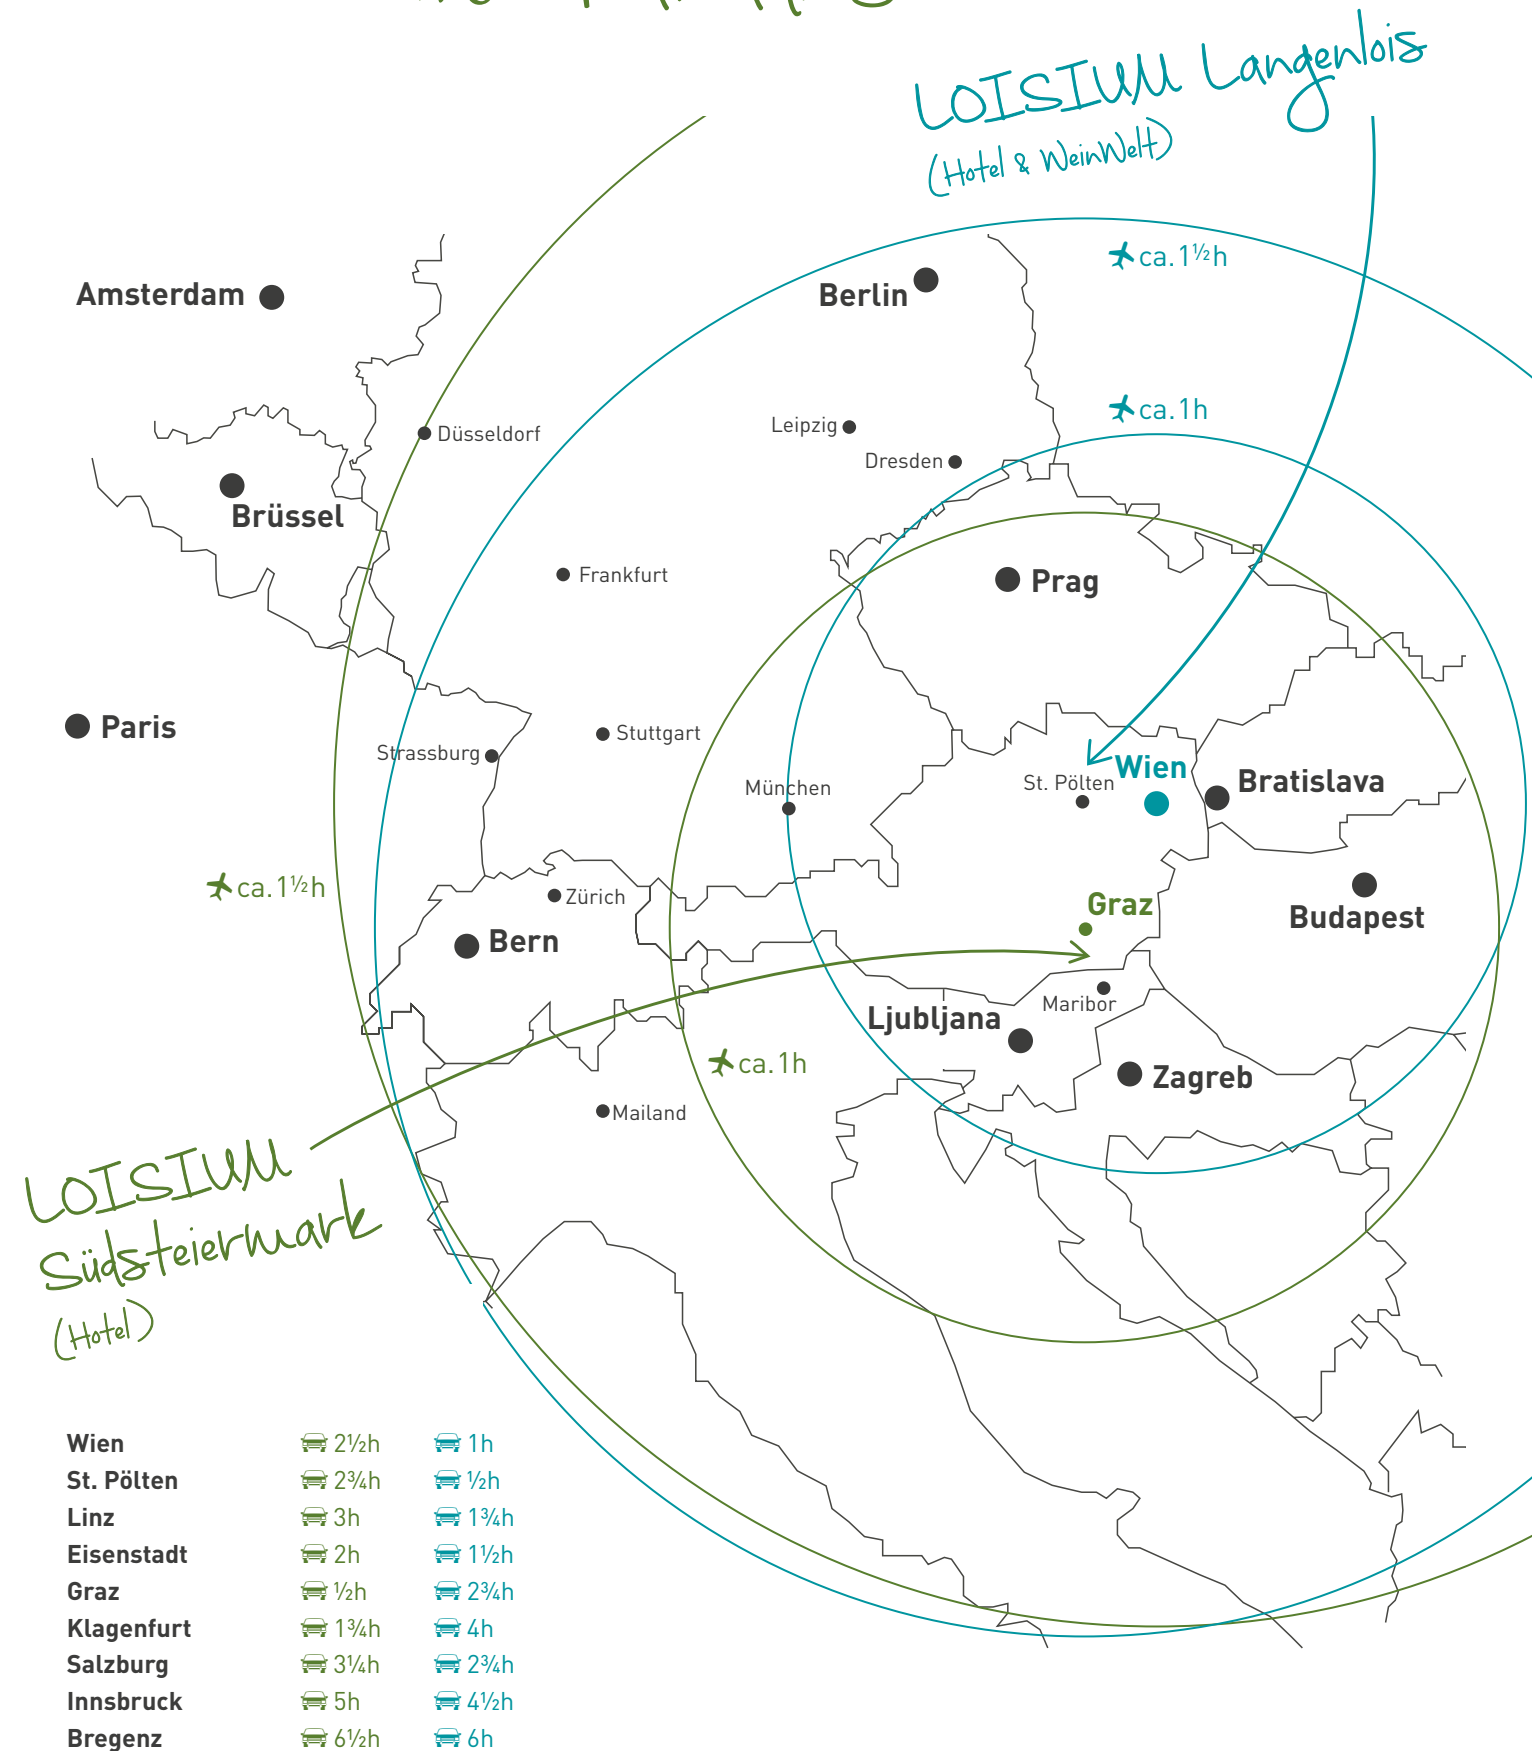 LOISIUM Langenlois
(Hotel & WeinWelt)
ca.1½h
Amsterdam
Berlin
ca.1h
Leipzig
Düsseldorf
Dresden
Brüssel
Frankfurt
Prag
Paris
Stuttgart
Strassburg
Wien
München
St. Pölten
Bratislava
ca.1½h
Zürich
Graz
Budapest
Bern
Maribor
Ljubljana
ca.1h
Zagreb
Mailand
LOISIUM
Südsteiermark
(Hotel)
Wien 2½h 1h
St. Pölten 2¾h ½h
Linz 3h 1¾h
Eisenstadt 2h 1½h
Graz ½h 2¾h
Klagenfurt 1¾h 4h
Salzburg 3¼h 2¾h
Innsbruck 5h 4½h
Bregenz 6½h 6h